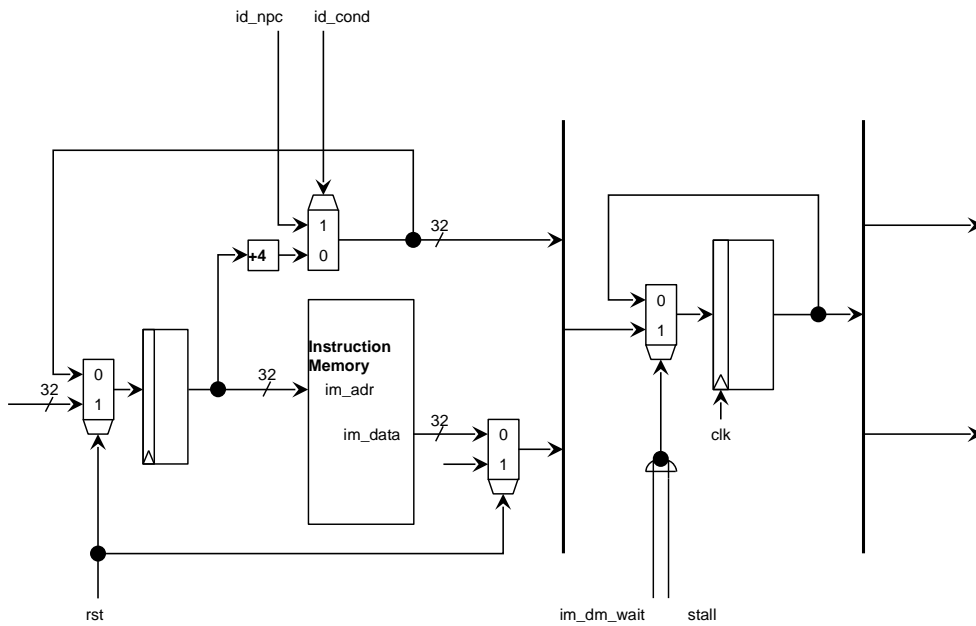 id_npc id_cond
1
32
+4 0
0
1
Instruction
Memory
0
32 32 im_adr
1
32
im_data 0 clk
1
rst im_dm_wait stall